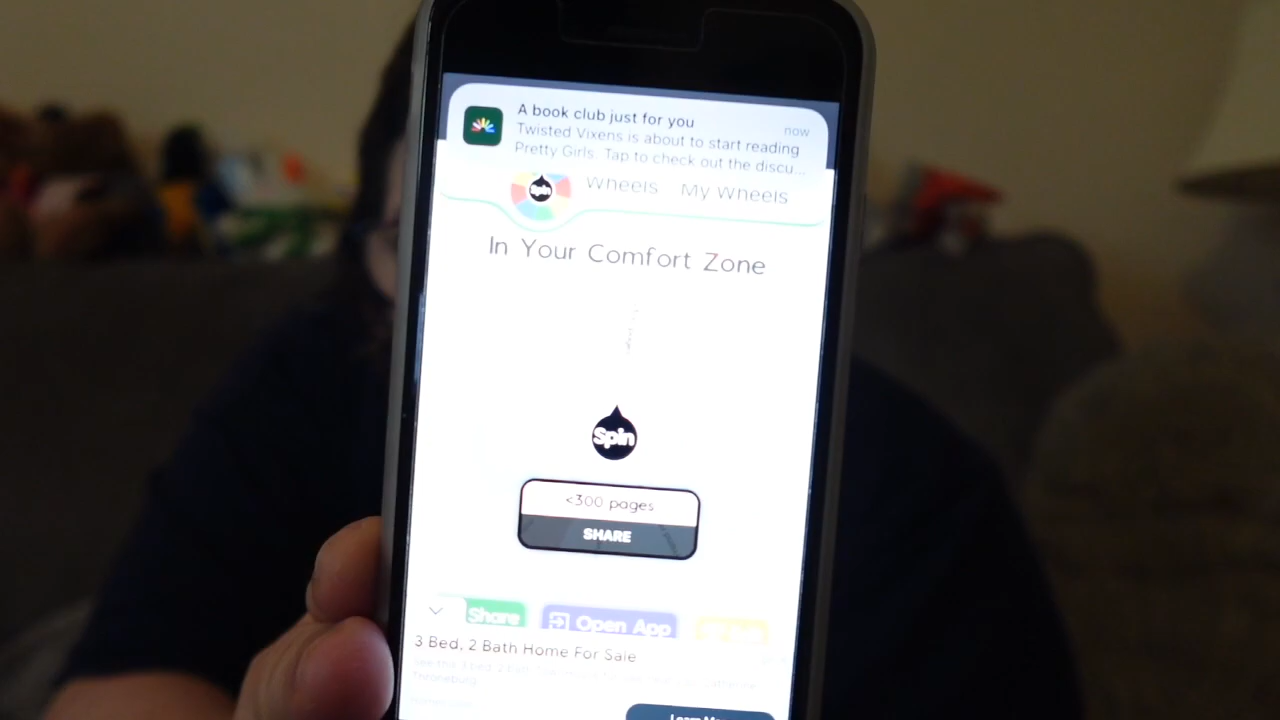 A book club just for you
now
Twisted Vixens is about to start reading
Pretty Girls. Tap to check out the discu...
Spin
Wheels
My Wheels
In Your Comfort Zone
Spin
<300 pages
SHARE
Share
Open App
3 Bed, 2 Bath Home For Sale
Learn